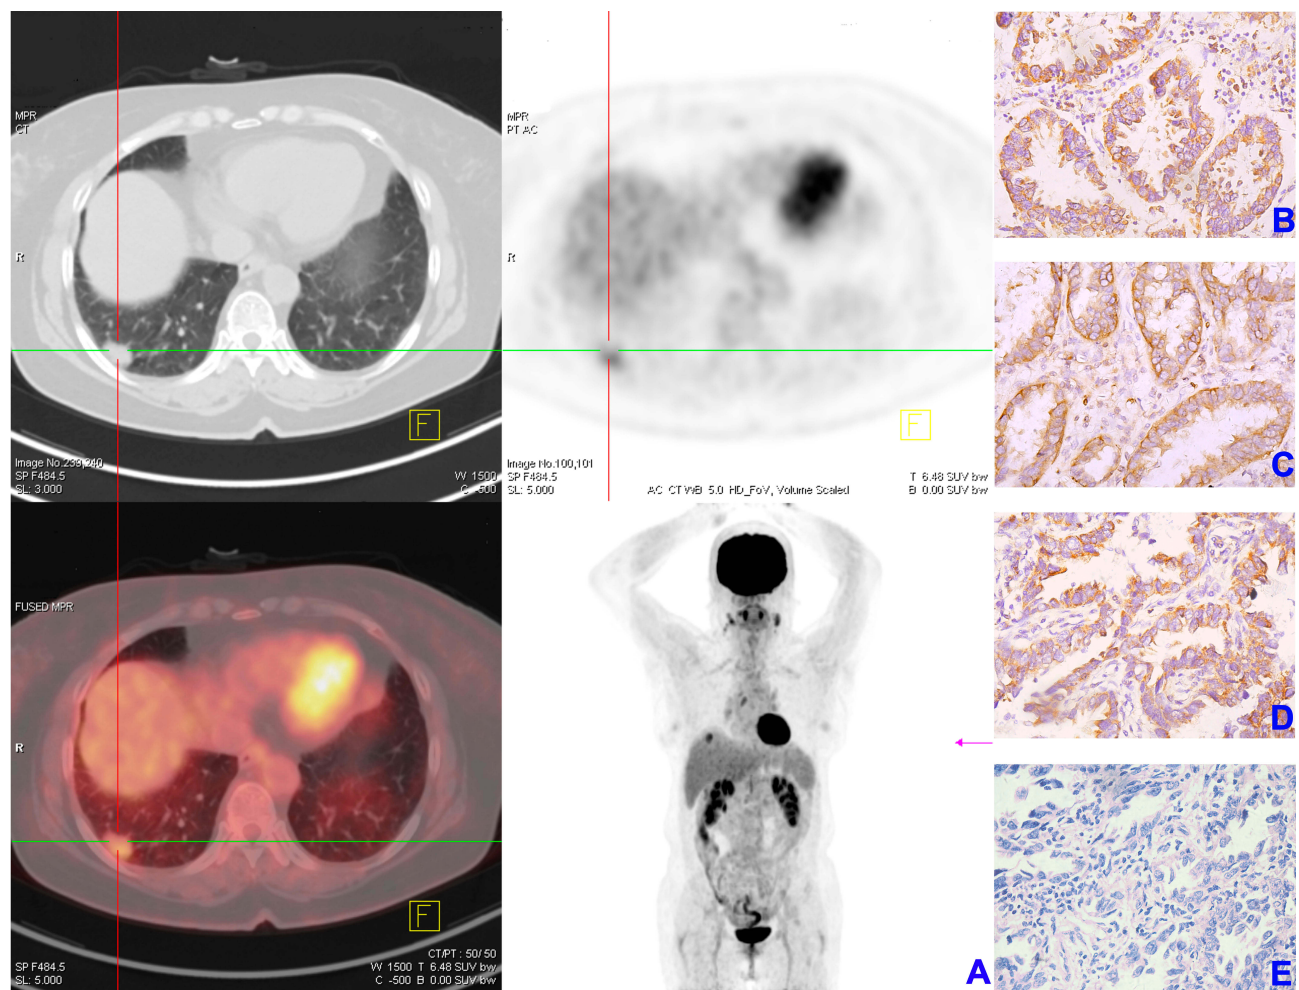 MPR
CT
R
F
Image No.239,240
SP F484.5
SL: 3.000
W 1500
C -500
MPR
PT AC
R
F
Image No.100,101
SP F484.5
SL: 5.000
AC CT WB 5.0 HD_FoV, Volume Scaled
T 6.48 SUV bw
B 0.00 SUV bw
FUSED MPR
R
F
SP F484.5
SL: 5.000
CT/PT : 50/ 50
W 1500 T 6.48 SUV bw
C -500 B 0.00 SUV bw
A
B
C
D
E